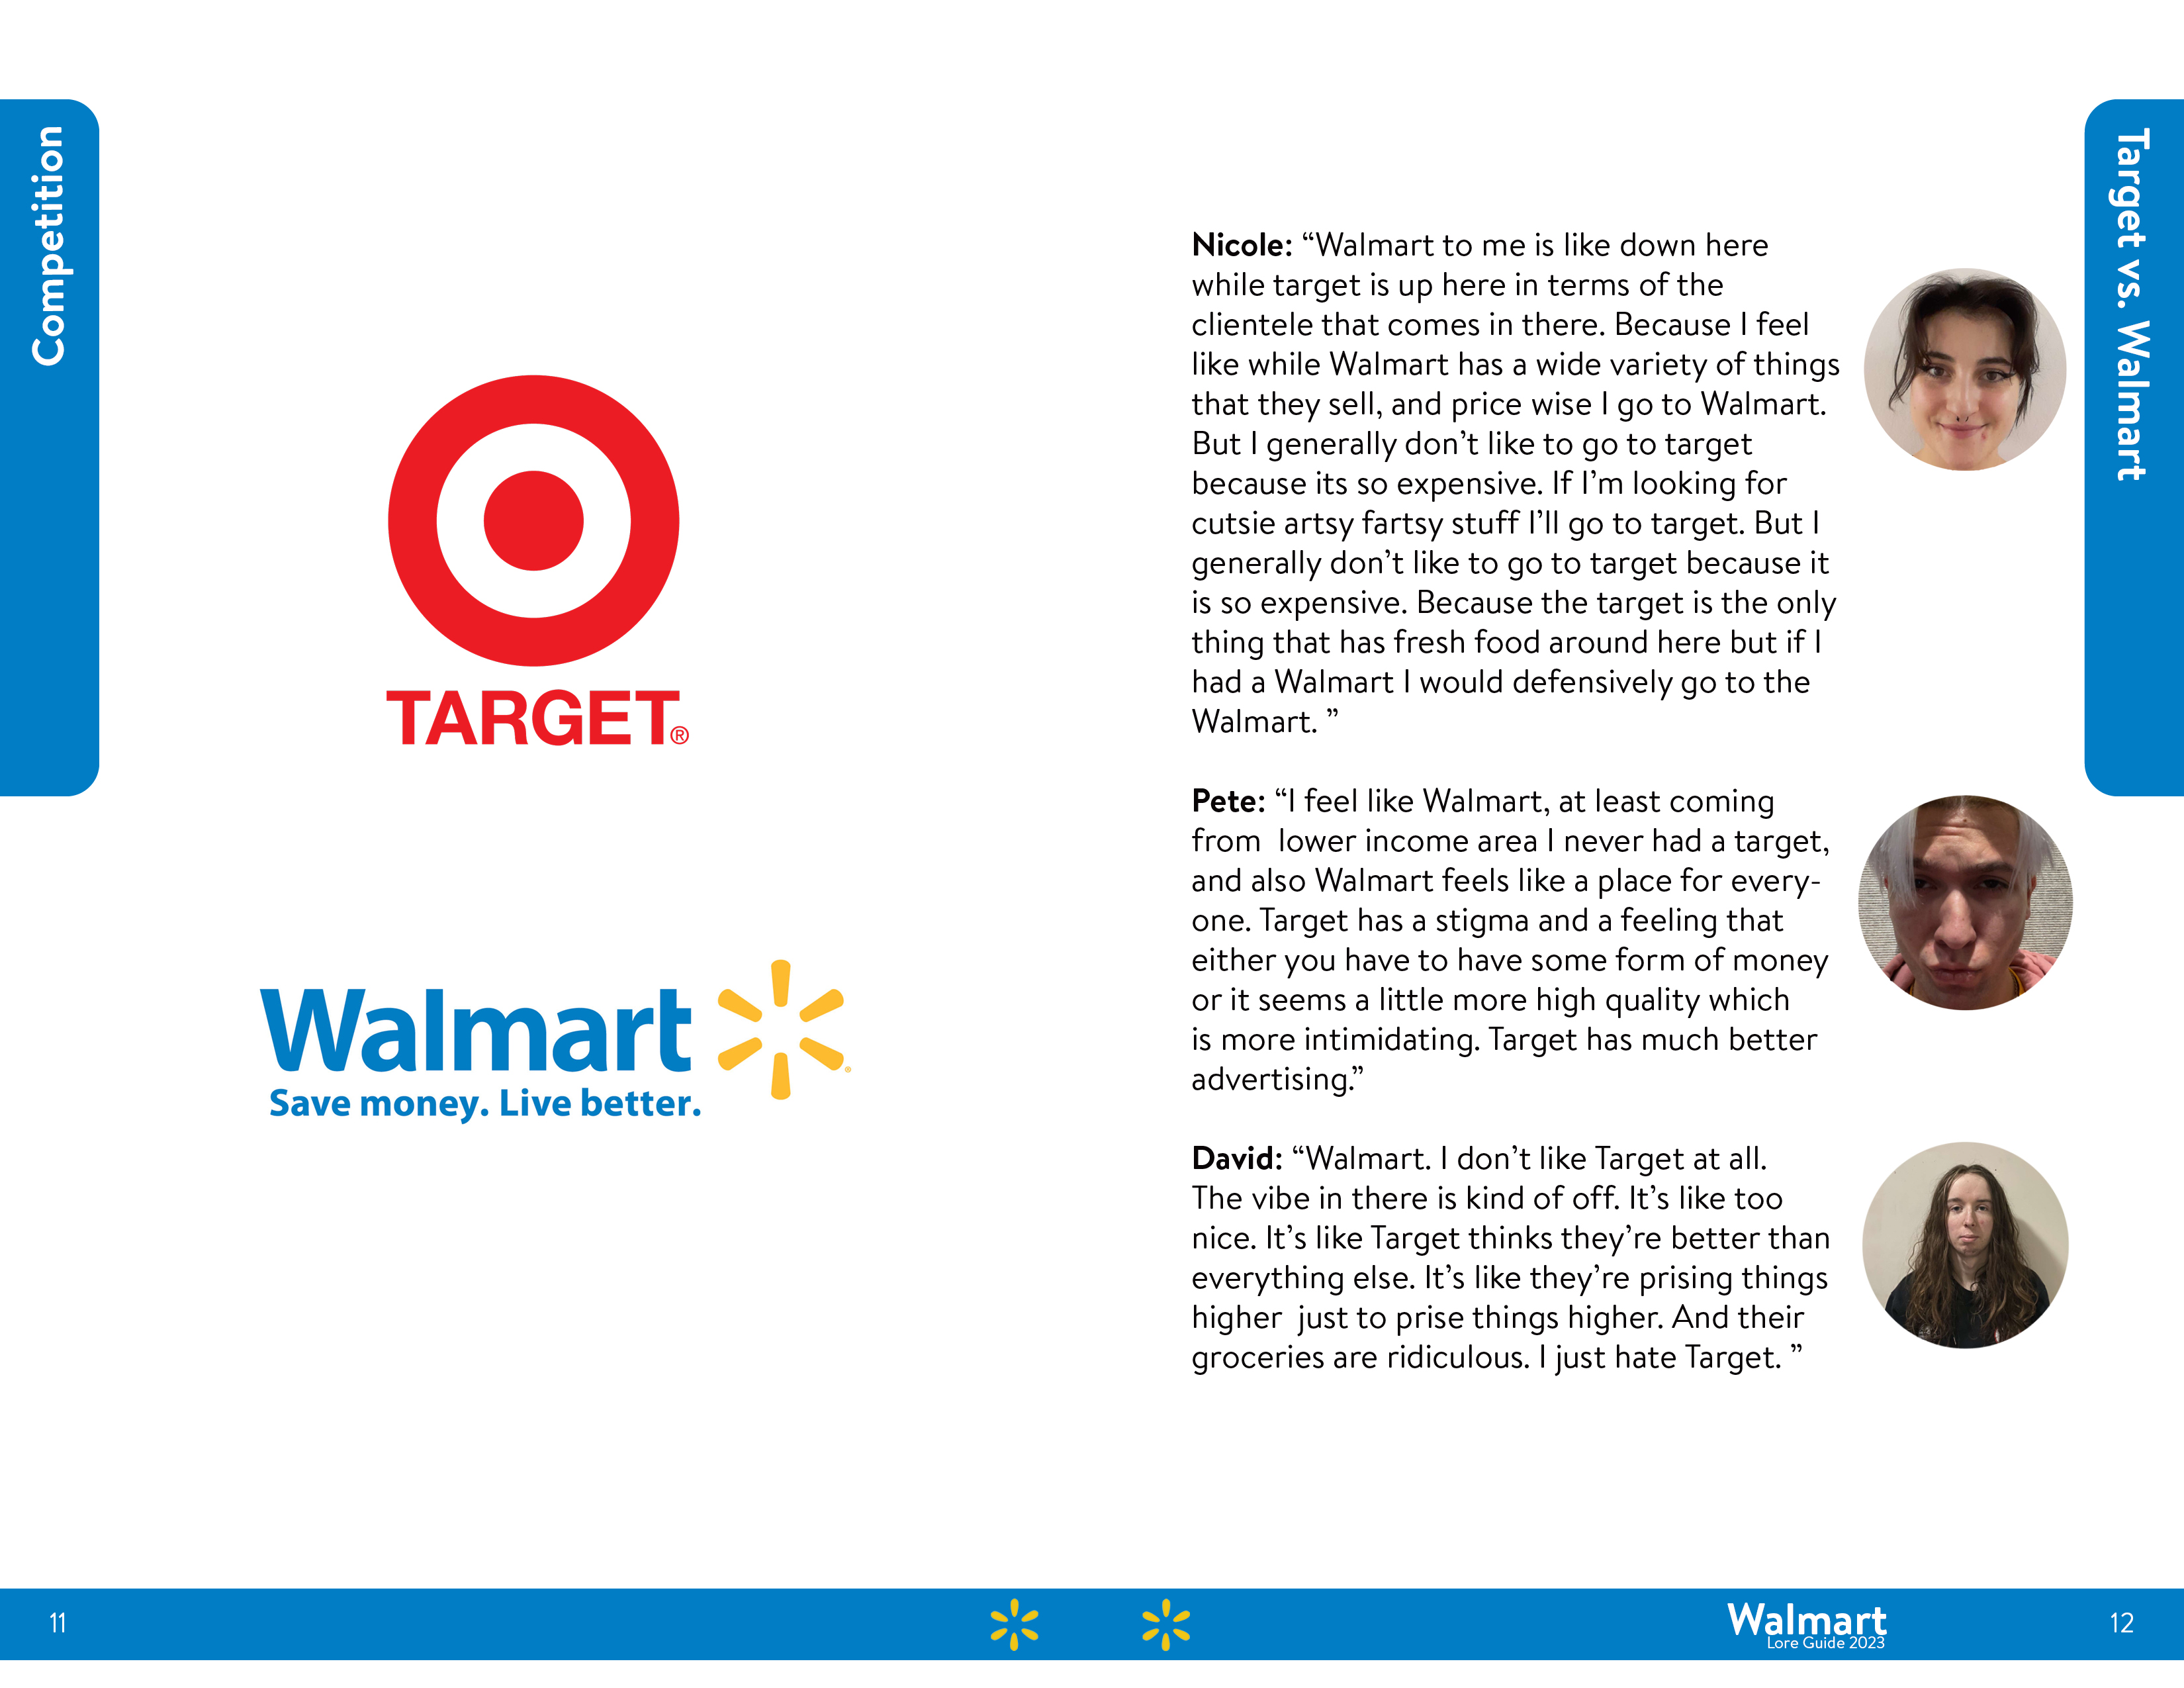 Competition
TARGET®
Walmart
Save money. Live better.
Target vs. Walmart
Nicole: “Walmart to me is like down here
while target is up here in terms of the
clientele that comes in there. Because I feel
like while Walmart has a wide variety of things
that they sell, and price wise I go to Walmart.
But I generally don’t like to go to target
because its so expensive. If I’m looking for
cutsie artsy fartsy stuff I’ll go to target. But I
generally don’t like to go to target because it
is so expensive. Because the target is the only
thing that has fresh food around here but if I
had a Walmart I would defensively go to the
Walmart. ”
Pete: “I feel like Walmart, at least coming
from  lower income area I never had a target,
and also Walmart feels like a place for every-
one. Target has a stigma and a feeling that
either you have to have some form of money
or it seems a little more high quality which
is more intimidating. Target has much better
advertising.”
David: “Walmart. I don’t like Target at all.
The vibe in there is kind of off. It’s like too
nice. It’s like Target thinks they’re better than
everything else. It’s like they’re prising things
higher  just to prise things higher. And their
groceries are ridiculous. I just hate Target. ”
11
Walmart
Lore Guide 2023
12